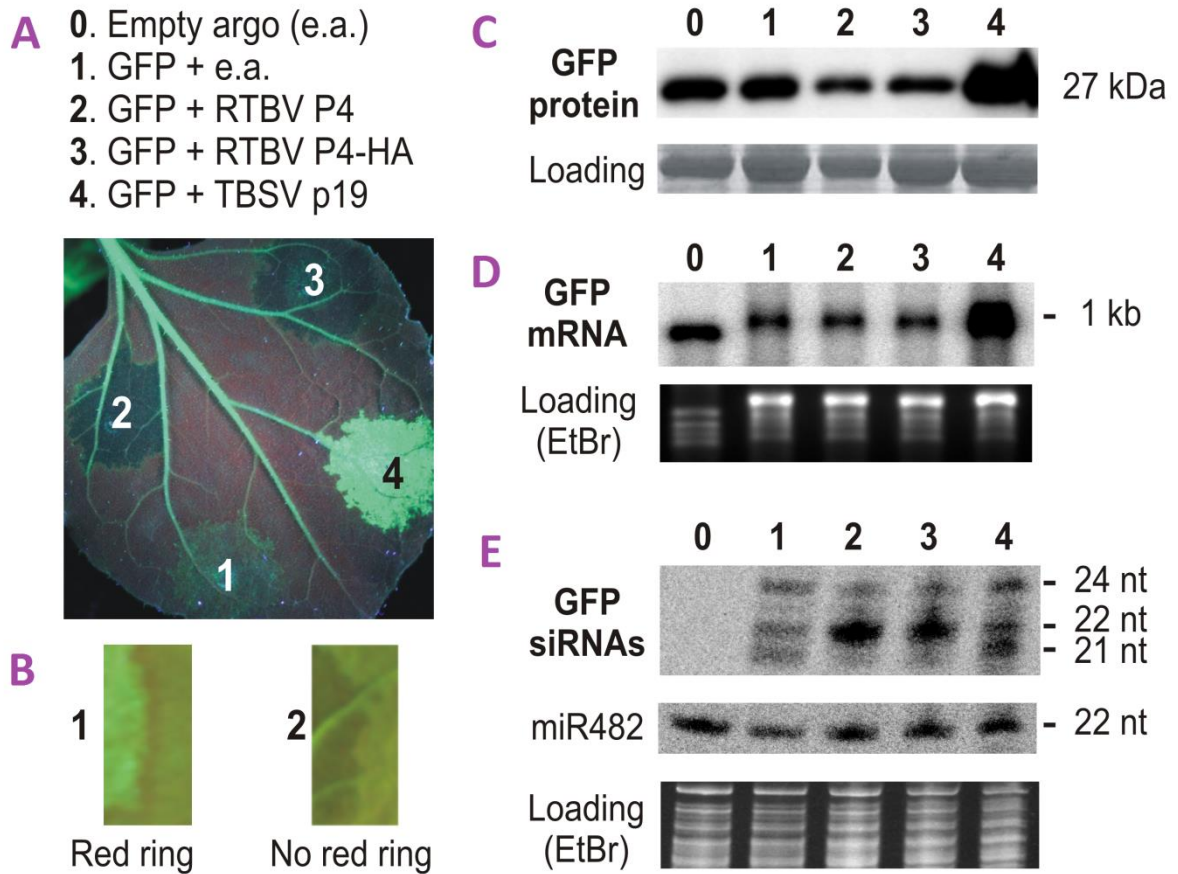 A
0. Empty argo (e.a.)
1. GFP + e.a.
2. GFP + RTBV P4
3. GFP + RTBV P4-HA
4. GFP + TBSV p19
3
2
4
1
B
1
2
Red ring
No red ring
C
0 1 2 3 4
GFP
protein
27 kDa
Loading
D
0 1 2 3 4
GFP
mRNA
- 1 kb
Loading
(EtBr)
E
0 1 2 3 4
GFP
siRNAs
- 24 nt
- 22 nt
- 21 nt
miR482
- 22 nt
Loading
(EtBr)